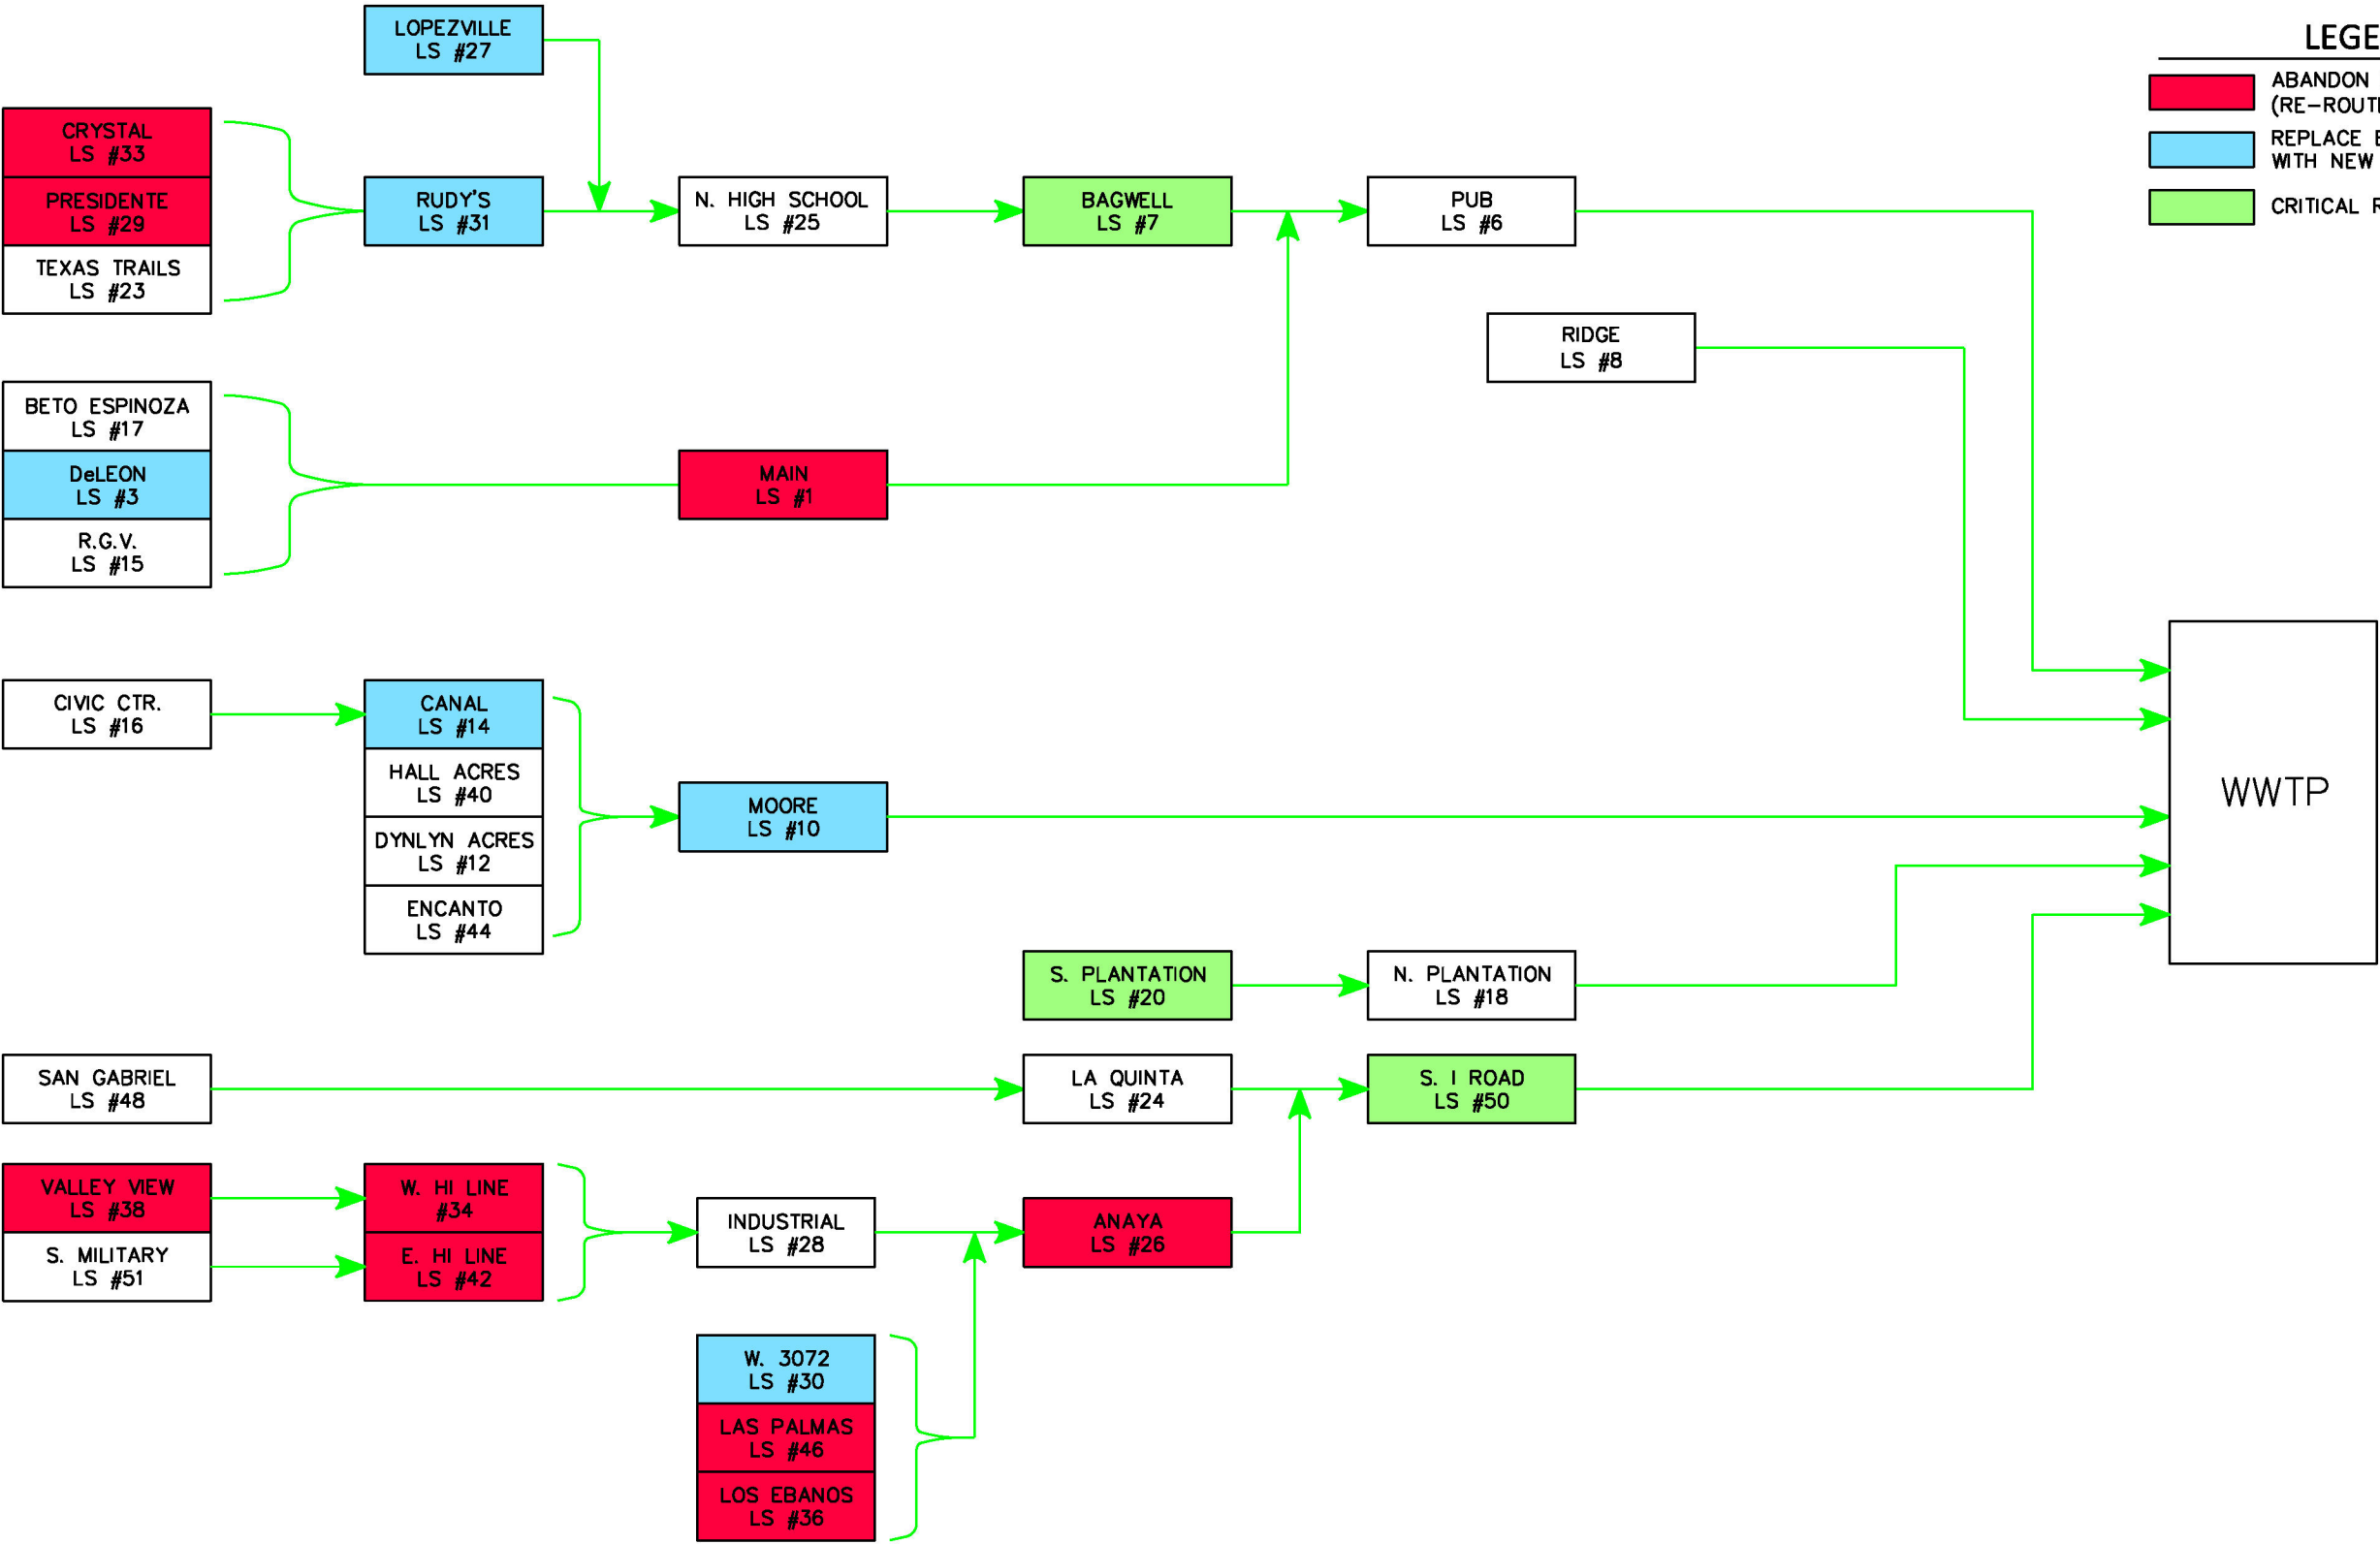 LOPEZVILLE
LS #27
LEGE
ABANDON
(RE-ROUT
REPLACE
WITH NEW
CRITICAL
CRYSTAL
LS #33
PRESIDENTE
LS #29
TEXAS TRAILS
LS #23
RUDY'S
LS #31
N. HIGH SCHOOL
LS #25
BAGWELL
LS #7
PUB
LS #6
RIDGE
LS #8
BETO ESPINOZA
LS #17
DeLEON
LS #3
R.G.V.
LS #15
MAIN
LS #1
CIVIC CTR.
LS #16
CANAL
LS #14
HALL ACRES
LS #40
DYNLYN ACRES
LS #12
ENCANTO
LS #44
MOORE
LS #10
WWTP
S. PLANTATION
LS #20
N. PLANTATION
LS #18
SAN GABRIEL
LS #48
LA QUINTA
LS #24
S. I ROAD
LS #50
VALLEY VIEW
LS #38
S. MILITARY
LS #51
W. HI LINE
#34
E. HI LINE
LS #42
INDUSTRIAL
LS #28
ANAYA
LS #26
W. 3072
LS #30
LAS PALMAS
LS #46
LOS EBANOS
LS #36